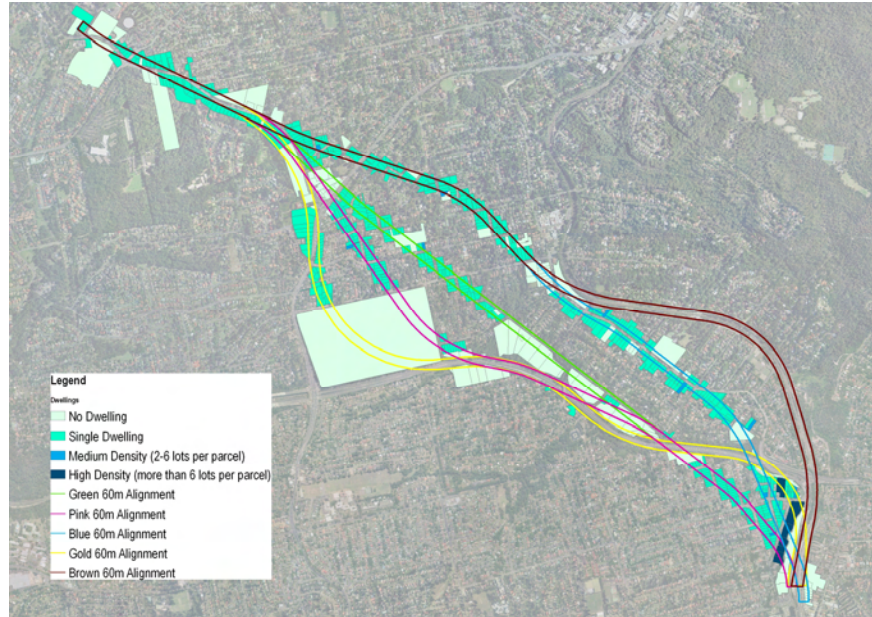 Legend
Dwellings
No Dwelling
Single Dwelling
Medium Density (2-6 lots per parcel)
High Density (more than 6 lots per parcel)
Green 60m Alignment
Pink 60m Alignment
Blue 60m Alignment
Gold 60m Alignment
Brown 60m Alignment